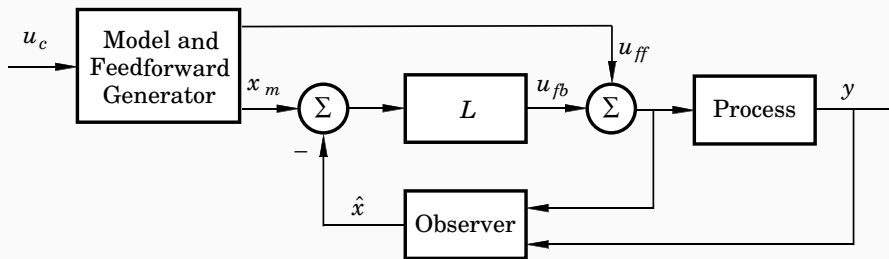 u_c
Model and
Feedforward
Generator
x_m
u_ff
Σ
L
u_fb
Σ
Process
y
−
x̂
Observer